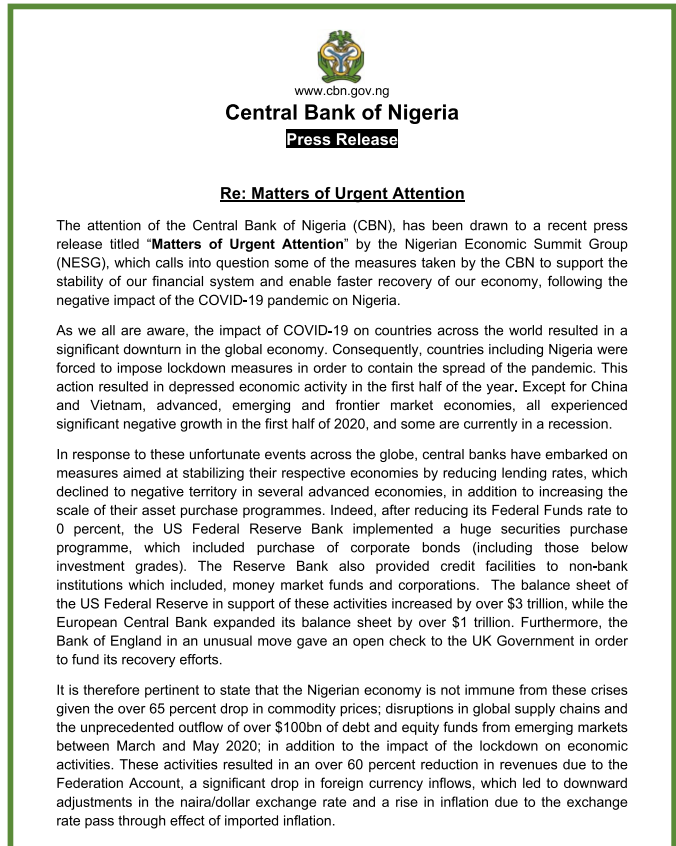 www.cbn.gov.ng
Central Bank of Nigeria
Press Release
Re: Matters of Urgent Attention
The attention of the Central Bank of Nigeria (CBN), has been drawn to a recent press
release titled “Matters of Urgent Attention” by the Nigerian Economic Summit Group
(NESG), which calls into question some of the measures taken by the CBN to support the
stability of our financial system and enable faster recovery of our economy, following the
negative impact of the COVID-19 pandemic on Nigeria.
As we all are aware, the impact of COVID-19 on countries across the world resulted in a
significant downturn in the global economy. Consequently, countries including Nigeria were
forced to impose lockdown measures in order to contain the spread of the pandemic. This
action resulted in depressed economic activity in the first half of the year. Except for China
and Vietnam, advanced, emerging and frontier market economies, all experienced
significant negative growth in the first half of 2020, and some are currently in a recession.
In response to these unfortunate events across the globe, central banks have embarked on
measures aimed at stabilizing their respective economies by reducing lending rates, which
declined to negative territory in several advanced economies, in addition to increasing the
scale of their asset purchase programmes. Indeed, after reducing its Federal Funds rate to
0 percent, the US Federal Reserve Bank implemented a huge securities purchase
programme, which included purchase of corporate bonds (including those below
investment grades). The Reserve Bank also provided credit facilities to non-bank
institutions which included, money market funds and corporations. The balance sheet of
the US Federal Reserve in support of these activities increased by over $3 trillion, while the
European Central Bank expanded its balance sheet by over $1 trillion. Furthermore, the
Bank of England in an unusual move gave an open check to the UK Government in order
to fund its recovery efforts.
It is therefore pertinent to state that the Nigerian economy is not immune from these crises
given the over 65 percent drop in commodity prices; disruptions in global supply chains and
the unprecedented outflow of over $100bn of debt and equity funds from emerging markets
between March and May 2020; in addition to the impact of the lockdown on economic
activities. These activities resulted in an over 60 percent reduction in revenues due to the
Federation Account, a significant drop in foreign currency inflows, which led to downward
adjustments in the naira/dollar exchange rate and a rise in inflation due to the exchange
rate pass through effect of imported inflation.